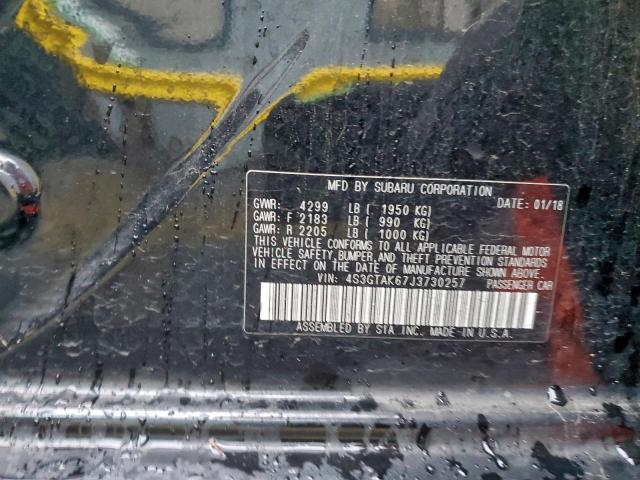 MFD BY SUBARU CORPORATION
GWR: 4299 LB ( 1950 KG) DATE: 01/18
GAWR: F 2183 LB ( 990 KG)
GAWR: R 2205 LB ( 1000 KG)
THIS VEHICLE CONFORMS TO ALL APPLICABLE FEDERAL MOTOR
VEHICLE SAFETY, BUMPER, AND THEFT PREVENTION STANDARDS
IN EFFECT ON THE DATE OF MANUFACTURE SHOWN ABOVE.
VIN: 4S3GTAK67J3730257 PASSENGER CAR
ASSEMBLED BY SIA, INC. MADE IN U.S.A.